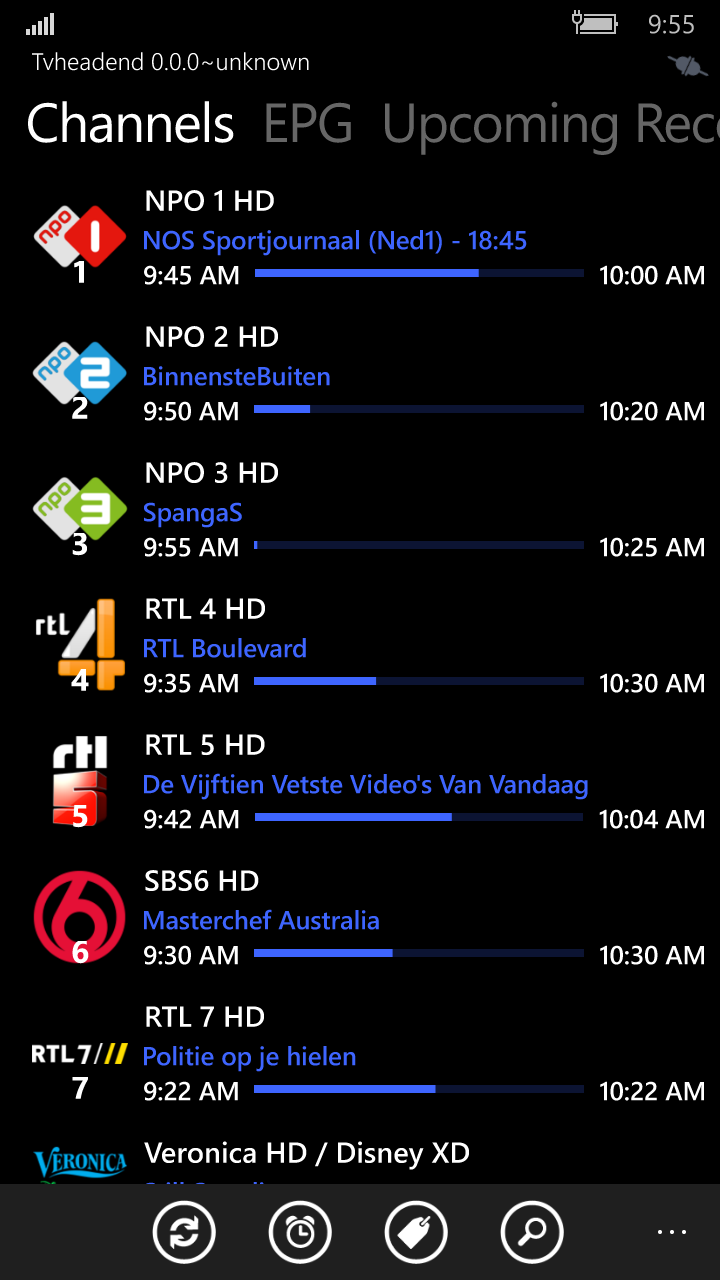 9:55
Tvheadend 0.0.0~unknown
Channels EPG Upcoming Rec
npo 1
1
NPO 1 HD
NOS Sportjournaal (Ned1) - 18:45
9:45 AM 10:00 AM
npo 2
2
NPO 2 HD
BinnensteBuiten
9:50 AM 10:20 AM
npo 3
3
NPO 3 HD
SpangaS
9:55 AM 10:25 AM
rtl 4
4
RTL 4 HD
RTL Boulevard
9:35 AM 10:30 AM
rtl 5
5
RTL 5 HD
De Vijftien Vetste Video's Van Vandaag
9:42 AM 10:04 AM
6
6
SBS6 HD
Masterchef Australia
9:30 AM 10:30 AM
RTL 7
7
RTL 7 HD
Politie op je hielen
9:22 AM 10:22 AM
VERONICA
Veronica HD / Disney XD